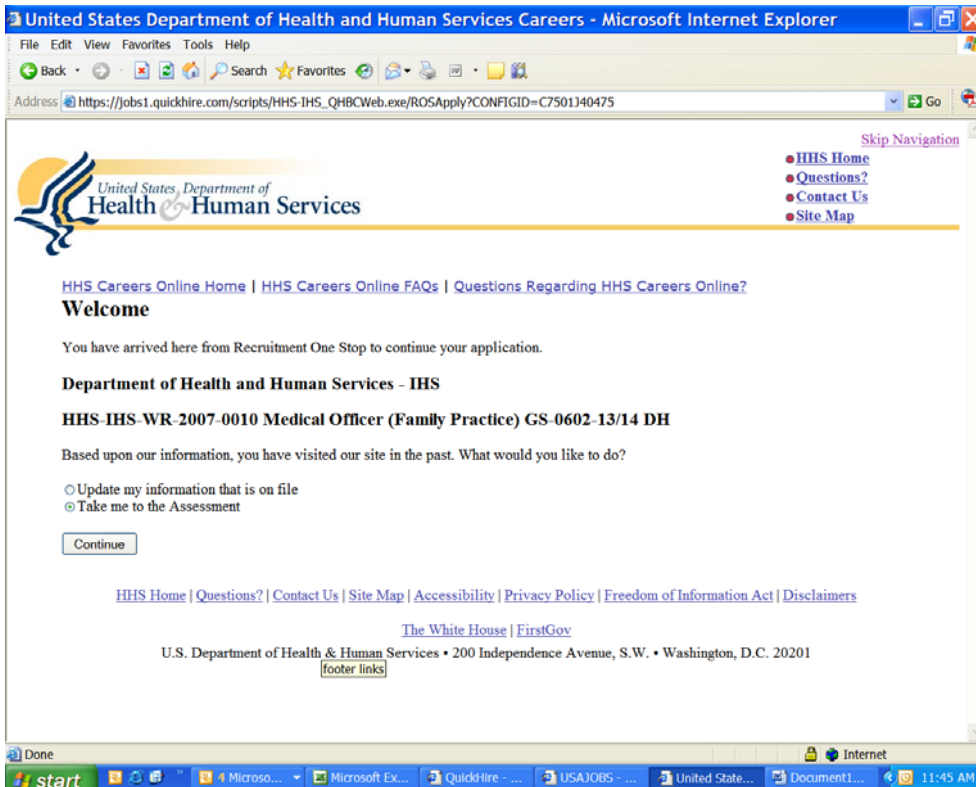 United States Department of Health and Human Services Careers - Microsoft Internet Explorer
File Edit View Favorites Tools Help
Back Search Favorites
Address https://jobs1.quickhire.com/scripts/HHS-IHS_QHBCWeb.exe/ROSApply?CONFIGID=C7501J40475 Go
Skip Navigation
HHS Home
Questions?
Contact Us
Site Map
United States Department of
Health & Human Services
HHS Careers Online Home | HHS Careers Online FAQs | Questions Regarding HHS Careers Online?
Welcome
You have arrived here from Recruitment One Stop to continue your application.
Department of Health and Human Services - IHS
HHS-IHS-WR-2007-0010 Medical Officer (Family Practice) GS-0602-13/14 DH
Based upon our information, you have visited our site in the past. What would you like to do?
Update my information that is on file
Take me to the Assessment
Continue
HHS Home | Questions? | Contact Us | Site Map | Accessibility | Privacy Policy | Freedom of Information Act | Disclaimers
The White House | FirstGov
U.S. Department of Health & Human Services • 200 Independence Avenue, S.W. • Washington, D.C. 20201
footer links
Done Internet
start 4 Microso... Microsoft Ex... QuickHire - ... USAJOBS - ... United State... Document1... 11:45 AM